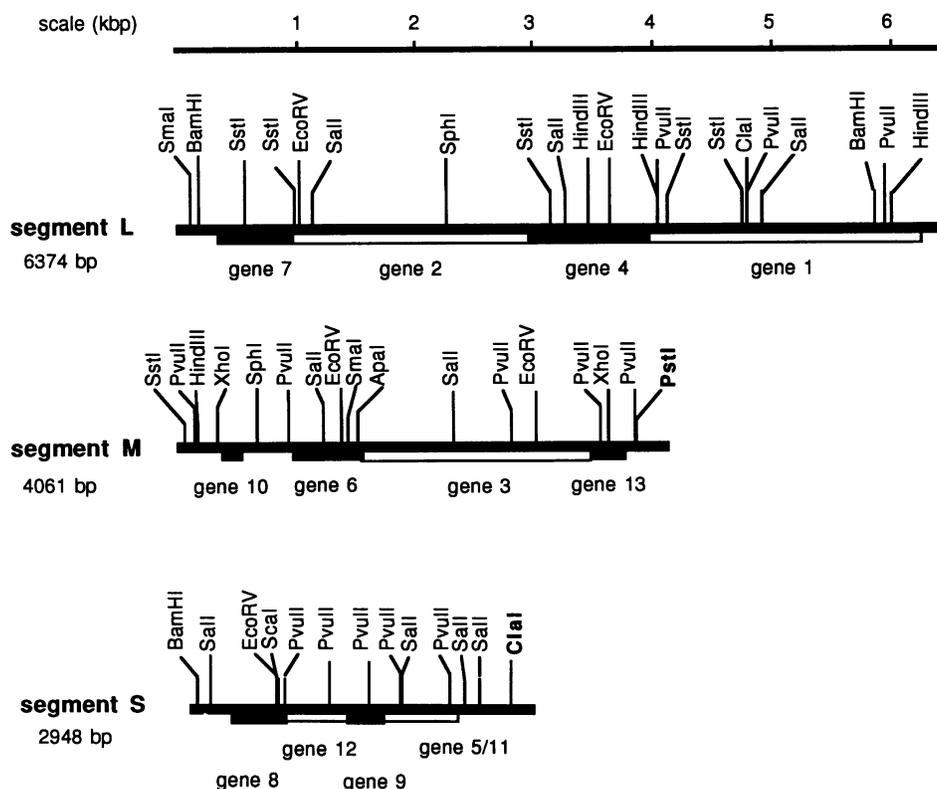 scale (kbp) 1 2 3 4 5 6
SmaI BamHI SstI SstI EcoRV SalI SphI SstI SalI HindIII EcoRV HindIII PvuII SstI SstI ClaI PvuII SalI BamHI PvuII HindIII
segment L
6374 bp
gene 7 gene 2 gene 4 gene 1
SstI PvuII HindIII XhoI SphI PvuII SalI EcoRV SmaI ApaI SalI PvuII EcoRV PvuII XhoI PvuII PstI
segment M
4061 bp
gene 10 gene 6 gene 3 gene 13
BamHI SalI EcoRV ScaI PvuII PvuII PvuII PvuII SalI PvuII SalI SalI ClaI
segment S
2948 bp
gene 12 gene 5/11
gene 8 gene 9